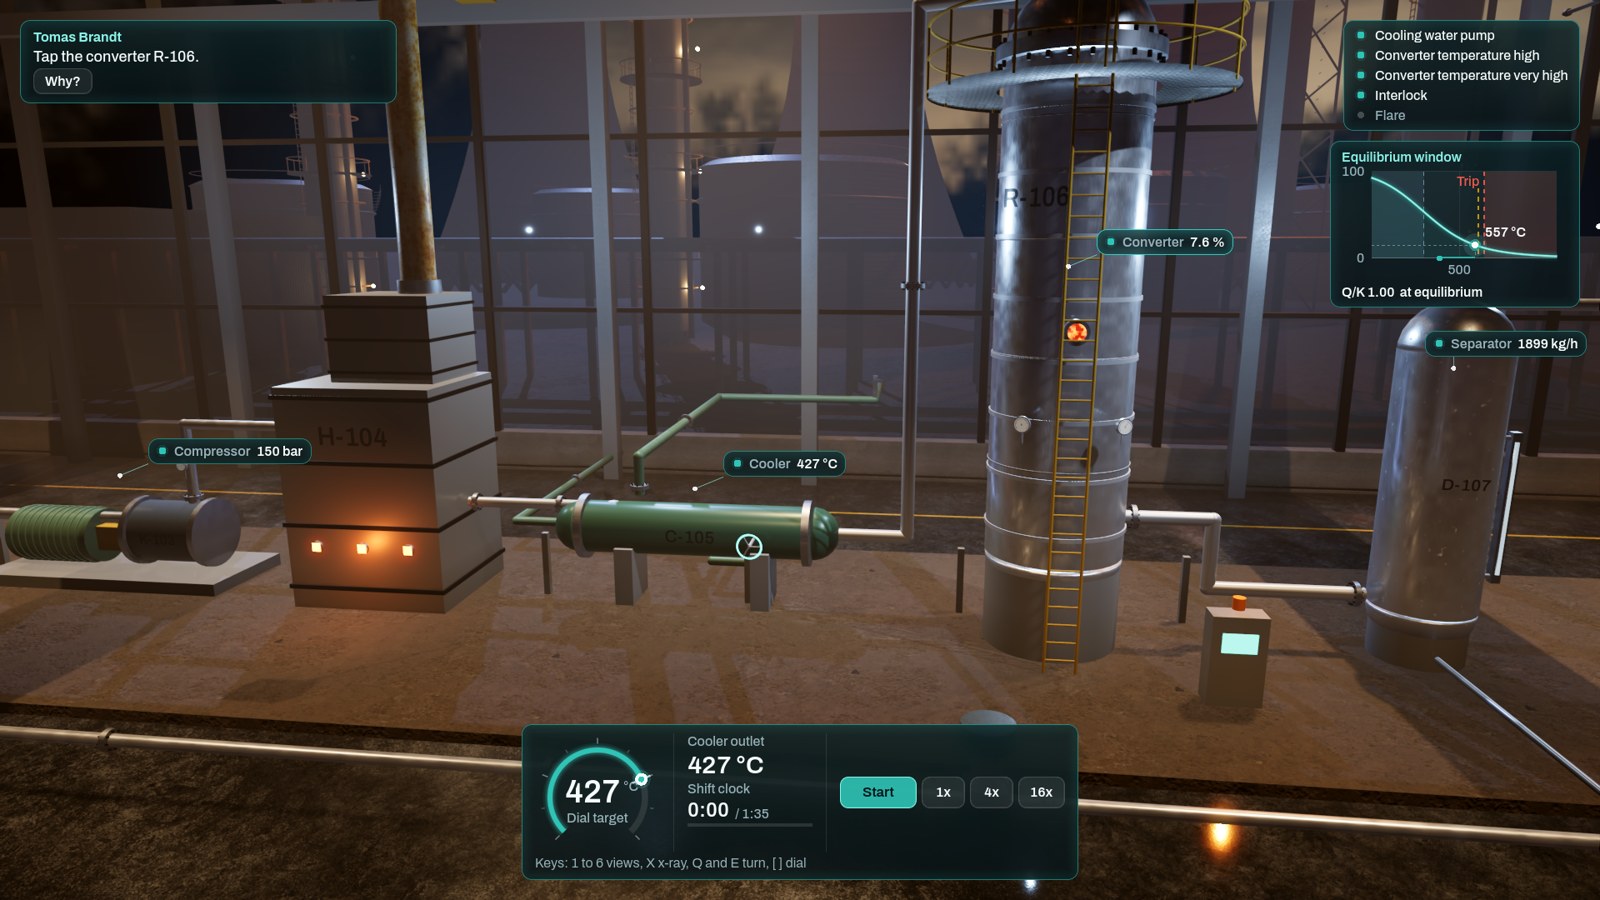 Tomas Brandt
Tap the converter R-106.
Why?
Cooling water pump
Converter temperature high
Converter temperature very high
Interlock
Flare
Equilibrium window
100
Trip
557 °C
0
500
Q/K 1.00 at equilibrium
R-106
Converter 7.6 %
Separator 1899 kg/h
H-104
Compressor 150 bar
Cooler 427 °C
D-107
C-105
427 °C
Dial target
Cooler outlet
427 °C
Shift clock
0:00 / 1:35
Start
1x
4x
16x
Keys: 1 to 6 views, X x-ray, Q and E turn, [ ] dial